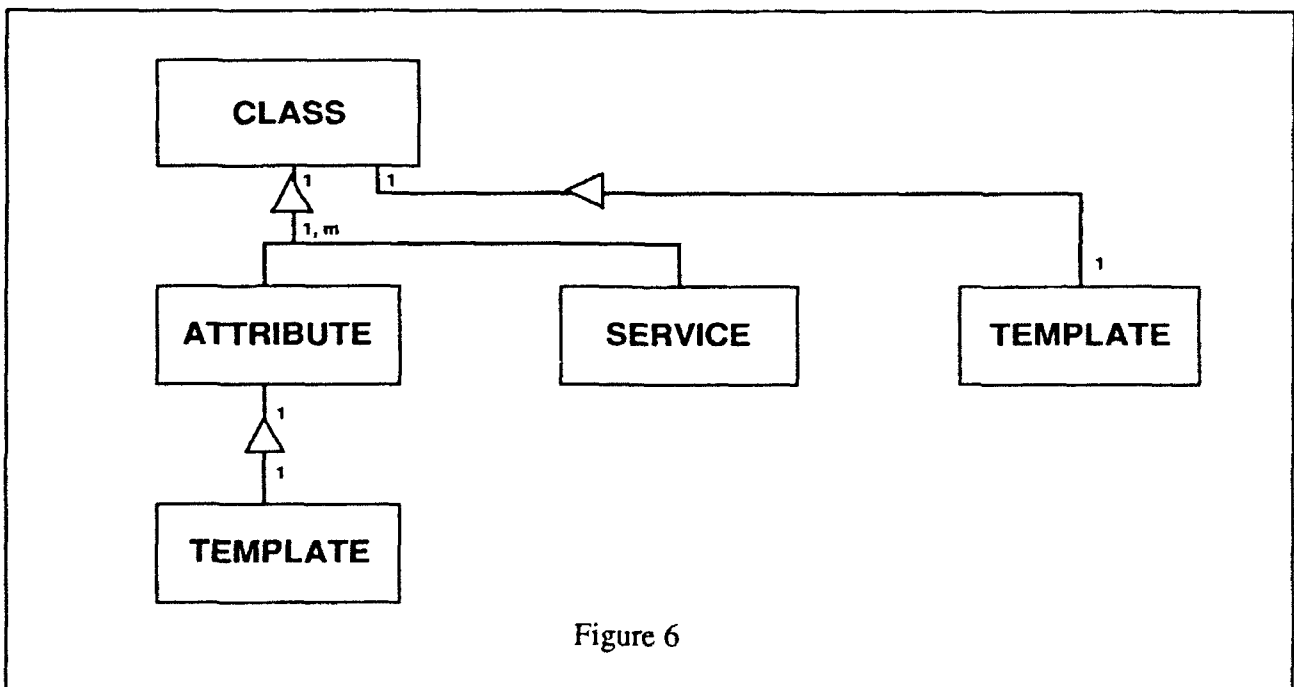 CLASS
1
1
1, m
1
ATTRIBUTE
SERVICE
TEMPLATE
1
1
TEMPLATE
Figure 6